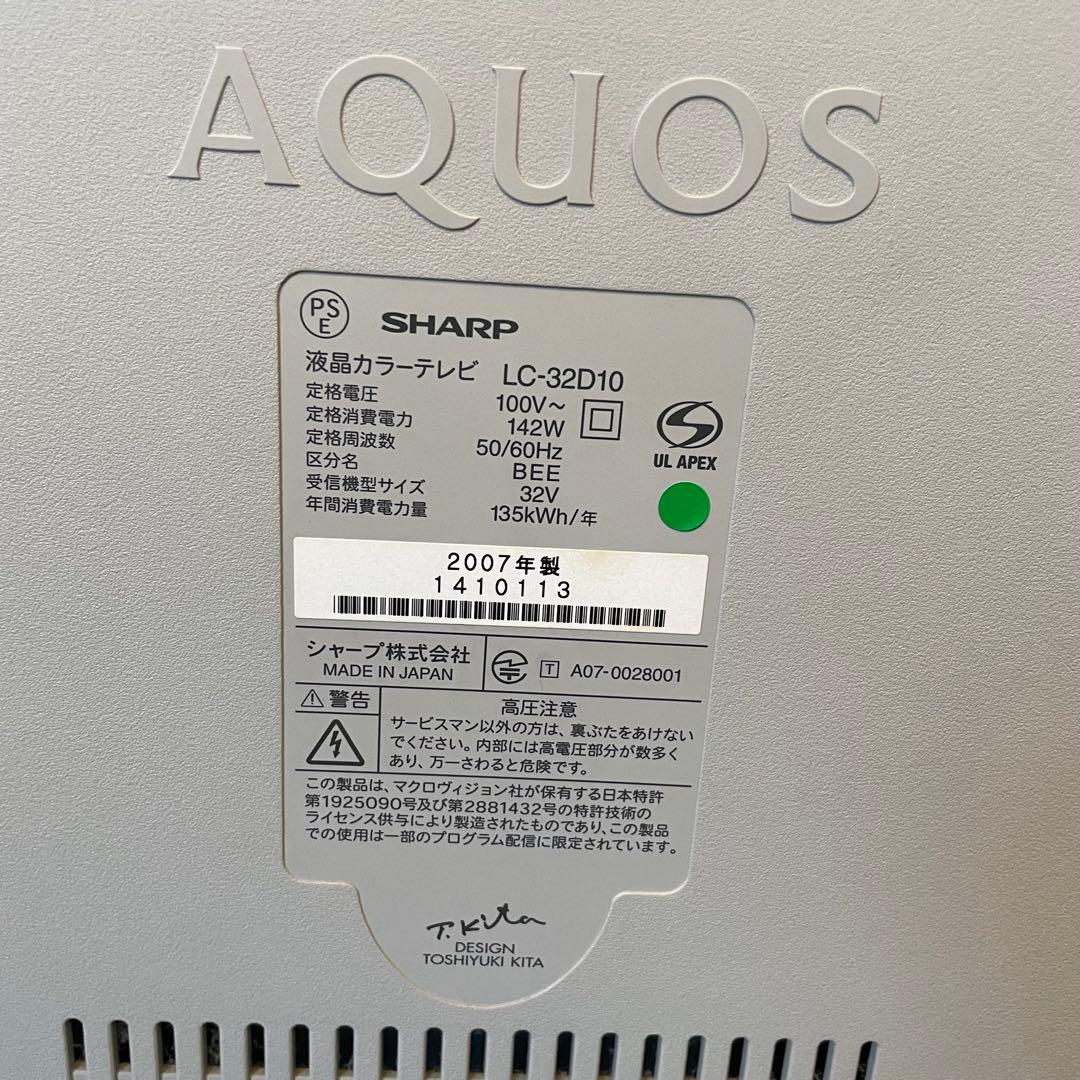 AQUOS
PS
E
SHARP
液晶カラーテレビ LC-32D10
定格電圧 100V～
定格消費電力 142W
定格周波数 50/60Hz
区分名 BEE
受信機型サイズ 32V
年間消費電力量 135kWh/年
UL APEX
2007年製
1410113
シャープ株式会社
MADE IN JAPAN
T A07-0028001
警告
高圧注意
サービスマン以外の方は、裏ぶたをあけない
でください。内部には高電圧部分が数多く
あり、万一さわると危険です。
この製品は、マクロヴィジョン社が保有する日本特許
第1925090号及び第2881432号の特許技術の
ライセンス供与により製造されたものであり、この製品
での使用は一部のプログラム配信に限定されています。
T. Kita
DESIGN
TOSHIYUKI KITA